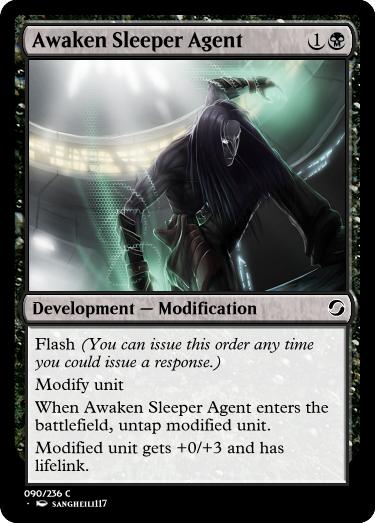 Awaken Sleeper Agent 1
Development — Modification
Flash (You can issue this order any time
you could issue a response.)
Modify unit
When Awaken Sleeper Agent enters the
battlefield, untap modified unit.
Modified unit gets +0/+3 and has
lifelink.
090/236 C
· SANGHEILI117